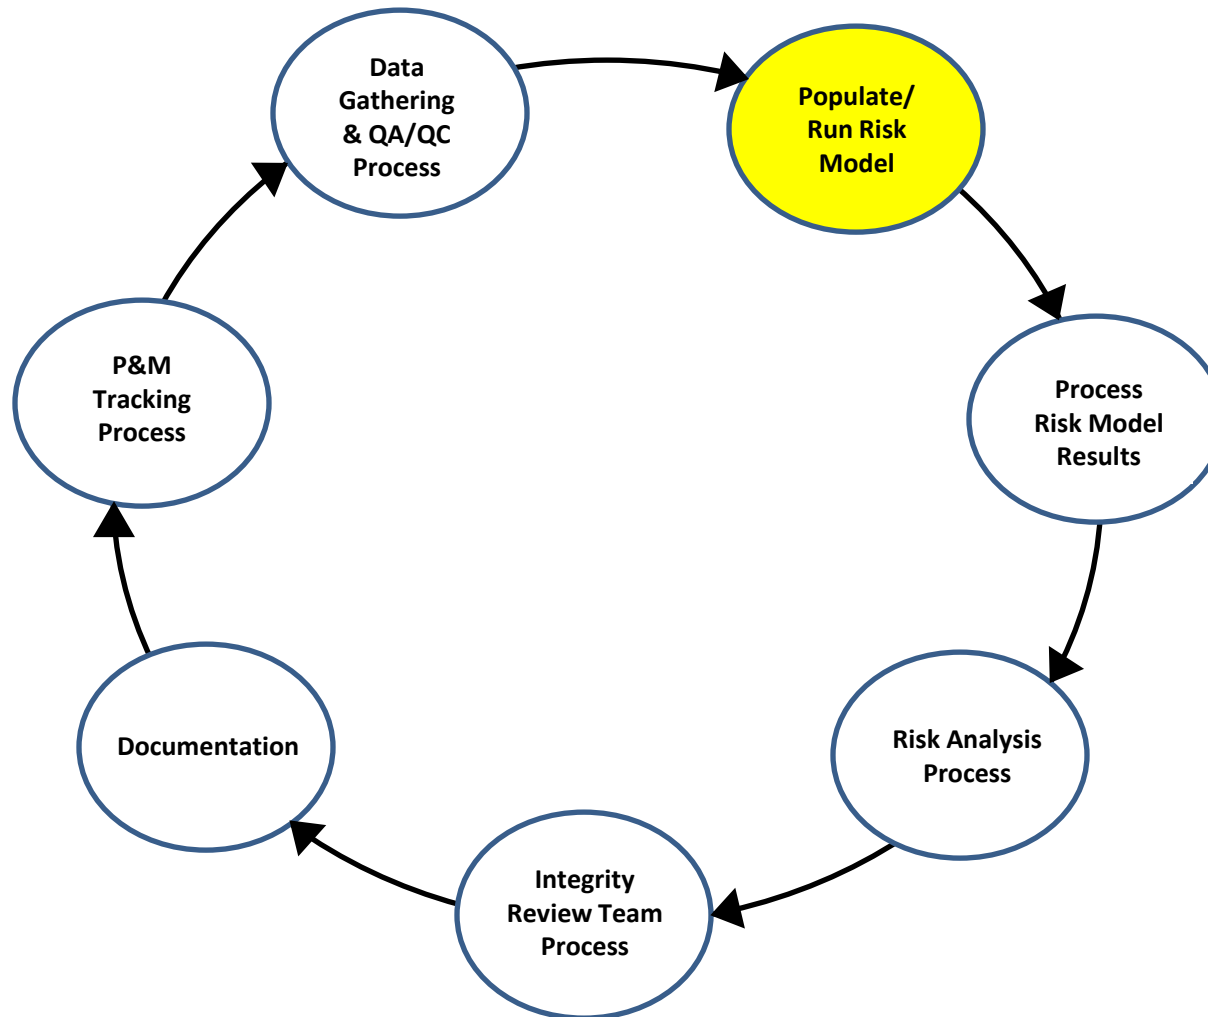 Data
Gathering
& QA/QC
Process
Populate/
Run Risk
Model
Process
Risk Model
Results
Risk Analysis
Process
Integrity
Review Team
Process
Documentation
P&M
Tracking
Process